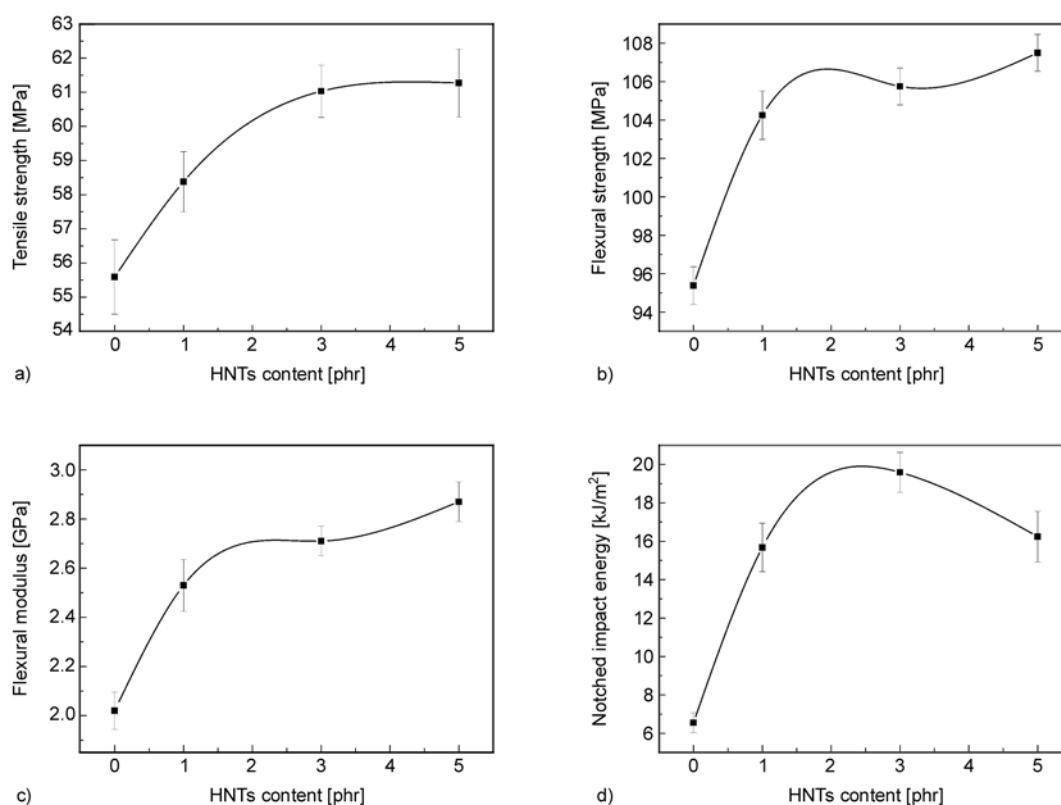 63
62
61
60
59
58
57
56
55
54
Tensile strength [MPa]
0 1 2 3 4 5
HNTs content [phr]
a)
108
106
104
102
100
98
96
94
Flexural strength [MPa]
0 1 2 3 4 5
HNTs content [phr]
b)
3.0
2.8
2.6
2.4
2.2
2.0
Flexural modulus [GPa]
0 1 2 3 4 5
HNTs content [phr]
c)
20
18
16
14
12
10
8
6
Notched impact energy [kJ/m²]
0 1 2 3 4 5
HNTs content [phr]
d)